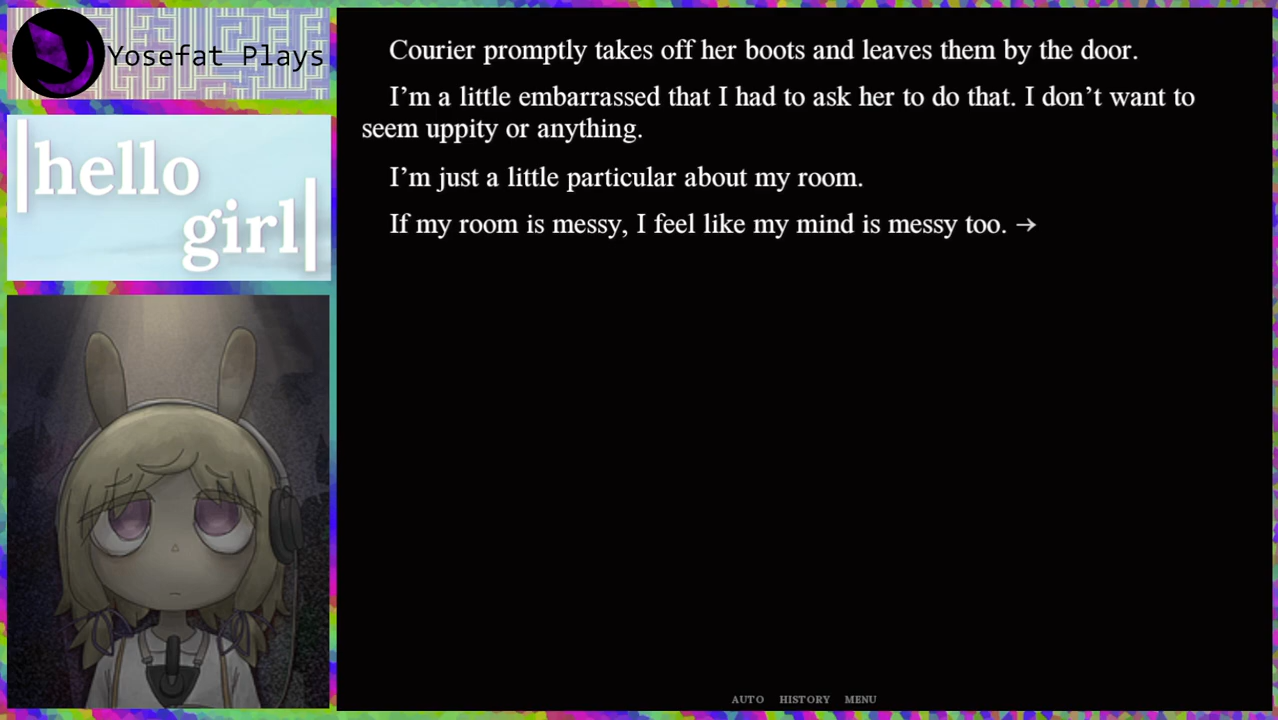 Yosefat Plays
|hello
girl|
Courier promptly takes off her boots and leaves them by the door.
I’m a little embarrassed that I had to ask her to do that. I don’t want to
seem uppity or anything.
I’m just a little particular about my room.
If my room is messy, I feel like my mind is messy too. →
AUTO HISTORY MENU